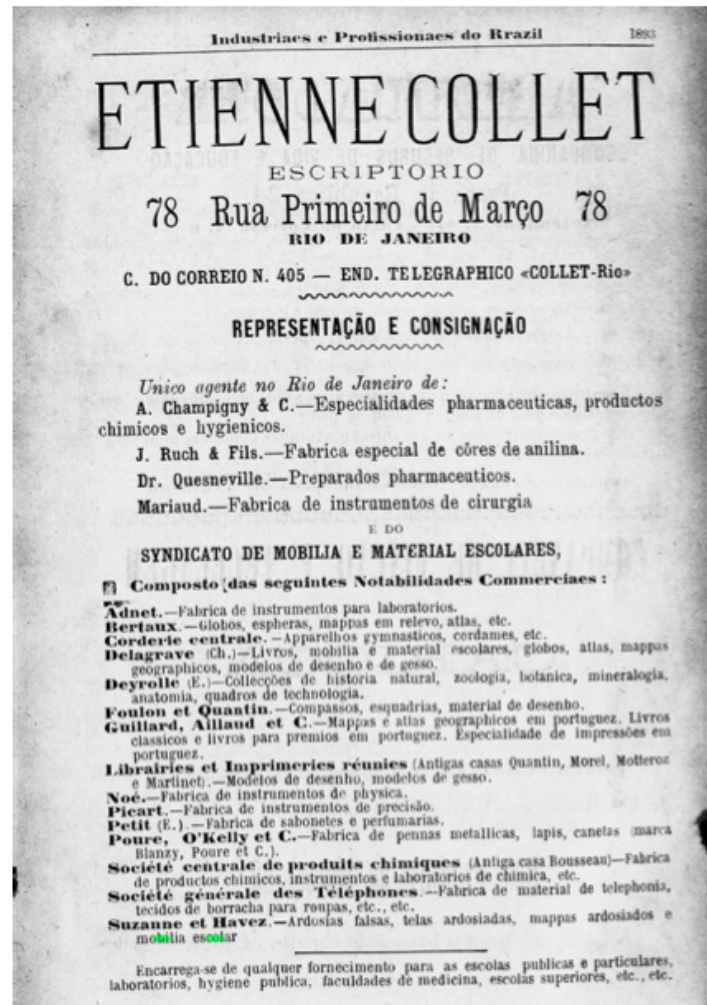 Industriaes e Profissionaes do Brazil 1893
ETIENNE COLLET
ESCRIPTORIO
78 Rua Primeiro de Março 78
RIO DE JANEIRO
C. DO CORREIO N. 405 — END. TELEGRAPHICO «COLLET-Rio»
REPRESENTAÇÃO E CONSIGNAÇÃO
Unico agente no Rio de Janeiro de:
A. Champigny & C.—Especialidades pharmaceuticas, productos
chimicos e hygienicos.
J. Ruch & Fils.—Fabrica especial de côres de anilina.
Dr. Quesneville.—Preparados pharmaceuticos.
Mariaud.—Fabrica de instrumentos de cirurgia
E DO
SYNDICATO DE MOBILIA E MATERIAL ESCOLARES,
Composto das seguintes Notabilidades Commerciaes :
Adnet.—Fabrica de instrumentos para laboratorios.
Bertaux.—Globos, espheras, mappas em relevo, atlas, etc.
Corderie centrale.—Apparelhos gymnasticos, cordames, etc.
Delagrave (Ch.)—Livros, mobilia e material escolares, globos, atlas, mappas
geographicos, modelos de desenho e de gesso.
Deyrolle (E.)—Collecções de historia natural, zoologia, botanica, mineralogia,
anatomia, quadros de technologia.
Foulon et Quantin.—Compassos, esquadrias, material de desenho.
Guillard, Aillaud et C.—Mappas e atlas geographicos em portuguez. Livros
classicos e livros para premios em portuguez. Especialidade de impressões em
portuguez.
Librairies et Imprimeries réunies (Antigas casas Quantin, Morel, Motteroz
e Martinet).—Modelos de desenho, modelos de gesso.
Noé.—Fabrica de instrumentos de physica.
Picart.—Fabrica de instrumentos de precisão.
Petit (E.).—Fabrica de sabonetes e perfumarias.
Poure, O'Kelly et C.—Fabrica de pennas metallicas, lapis, canetas (marca
Blanzy, Poure et C.).
Société centrale de produits chimiques (Antiga casa Rousseau)—Fabrica
de productos chimicos, instrumentos e laboratorios de chimica, etc.
Société générale des Téléphones.—Fabrica de material de telephonia,
tecidos de borracha para roupas, etc., etc.
Suzanne et Havez.—Ardosias falsas, telas ardosiadas, mappas ardosiados e
mobilia escolar
Encarrega-se de qualquer fornecimento para as escolas publicas e particulares,
laboratorios, hygiene publica, faculdades de medicina, escolas superiores, etc., etc.